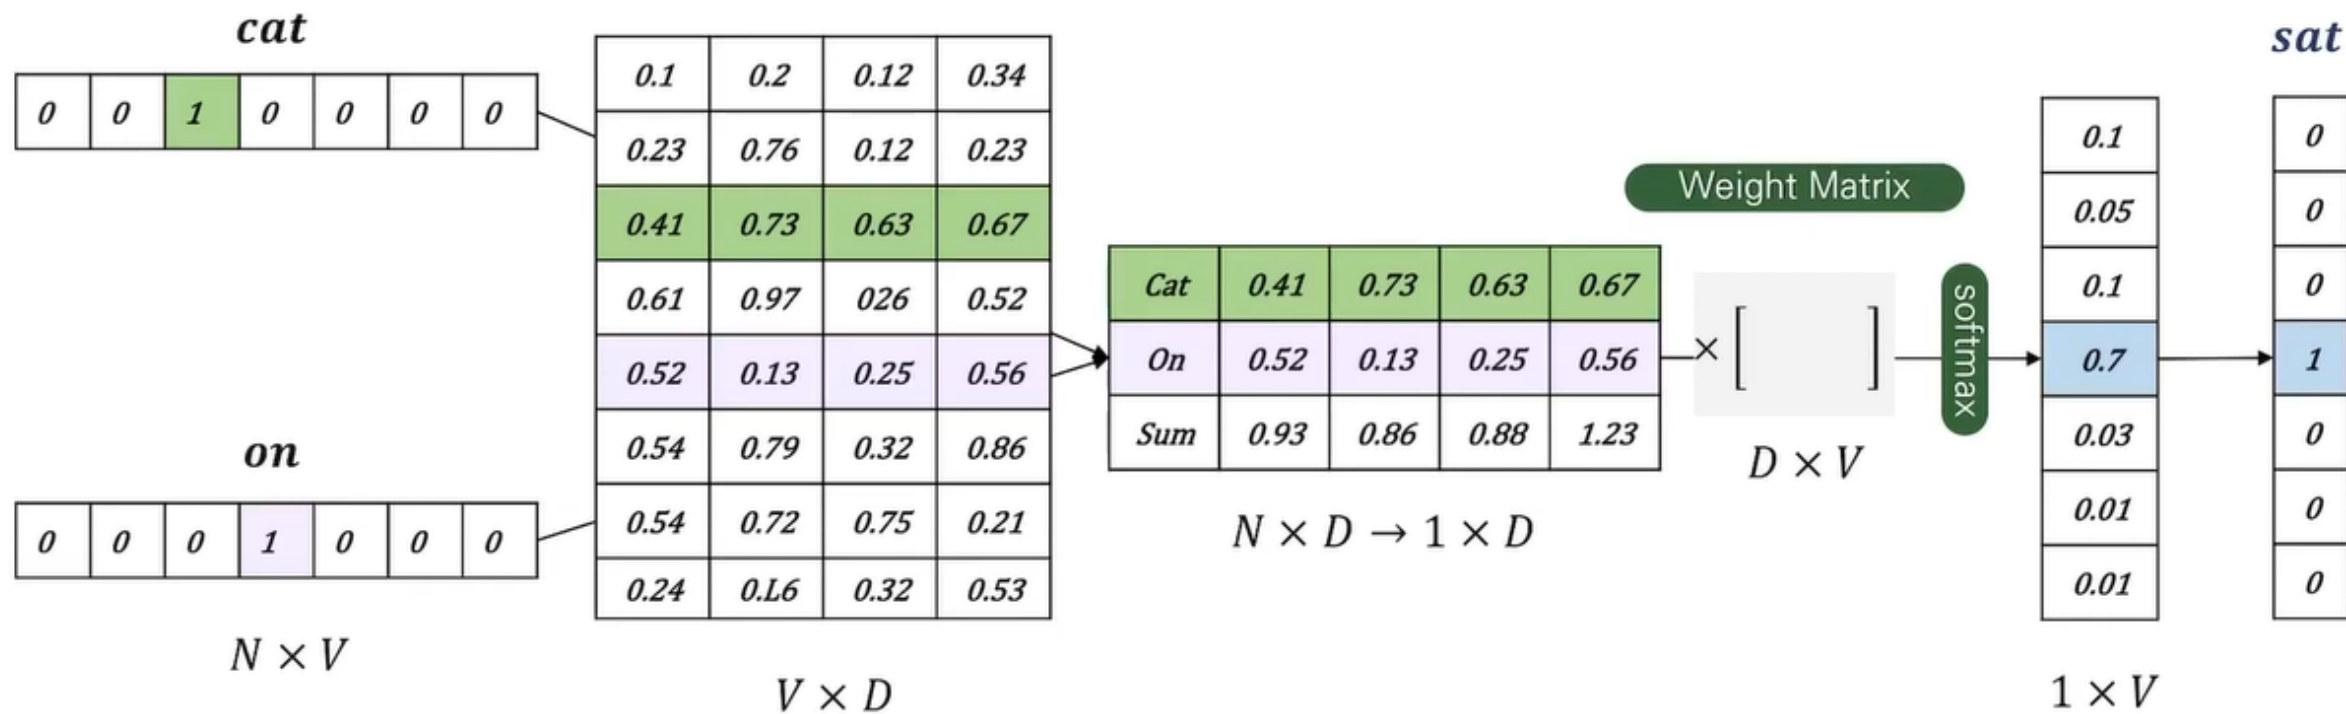 cat
0 0 1 0 0 0 0
on
0 0 0 1 0 0 0
N × V
0.1 0.2 0.12 0.34
0.23 0.76 0.12 0.23
0.41 0.73 0.63 0.67
0.61 0.97 026 0.52
0.52 0.13 0.25 0.56
0.54 0.79 0.32 0.86
0.54 0.72 0.75 0.21
0.24 0.L6 0.32 0.53
V × D
Cat 0.41 0.73 0.63 0.67
On 0.52 0.13 0.25 0.56
Sum 0.93 0.86 0.88 1.23
N × D → 1 × D
Weight Matrix
× [ ]
D × V
softmax
0.1
0.05
0.1
0.7
0.03
0.01
0.01
1 × V
sat
0
0
0
1
0
0
0